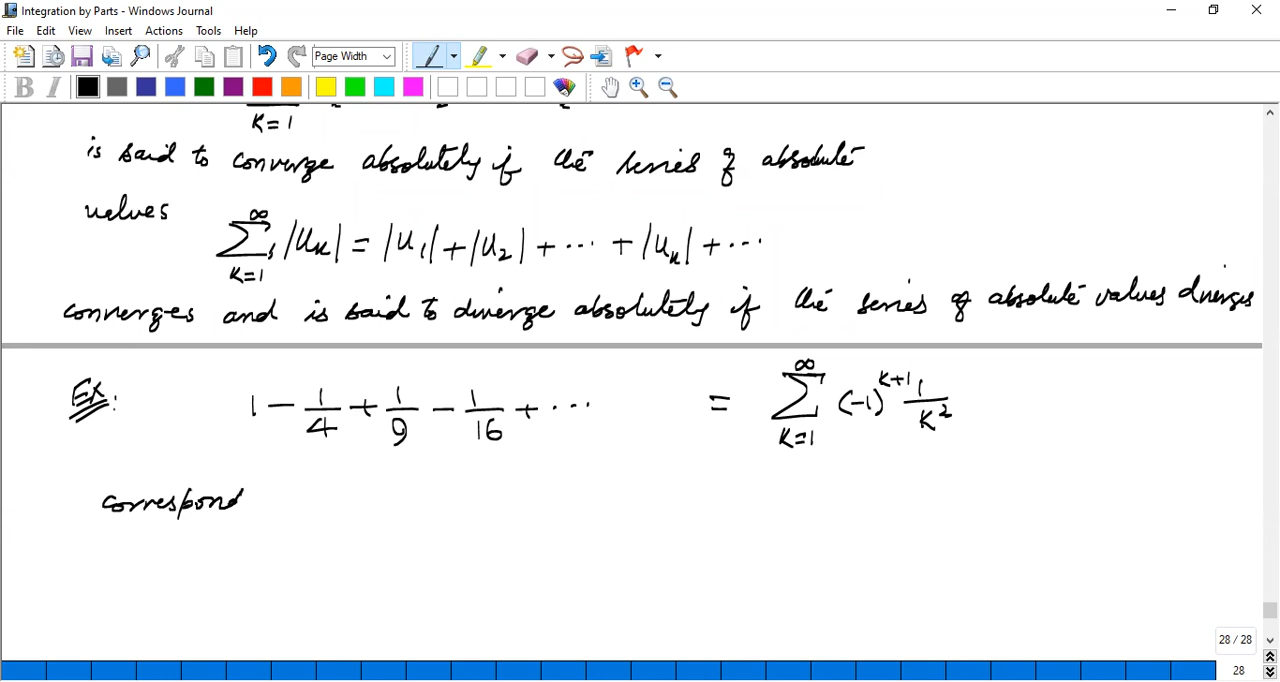 Integration by Parts - Windows Journal
File Edit View Insert Actions Tools Help
Page Width
B I
K=1
is said to converge absolutely if the series of absolute
values
∑_{K=1}^{∞} |u_k| = |u_1| + |u_2| + ... + |u_k| + ...
converges and is said to diverge absolutely if the series of absolute values diverges
Ex: 1 - 1/4 + 1/9 - 1/16 + ... = ∑_{K=1}^{∞} (-1)^{K+1} 1/K^2
correspond
28 / 28
28